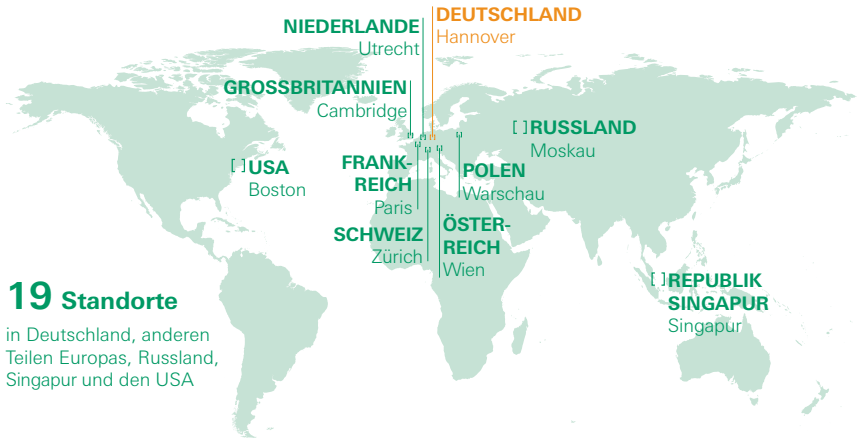 DEUTSCHLAND
Hannover
NIEDERLANDE
Utrecht
GROSSBRITANNIEN
Cambridge
[ ] RUSSLAND
Moskau
[ ] USA
Boston
FRANK-
REICH
Paris
POLEN
Warschau
SCHWEIZ
Zürich
ÖSTER-
REICH
Wien
[ ] REPUBLIK
SINGAPUR
Singapur
19 Standorte
in Deutschland, anderen
Teilen Europas, Russland,
Singapur und den USA